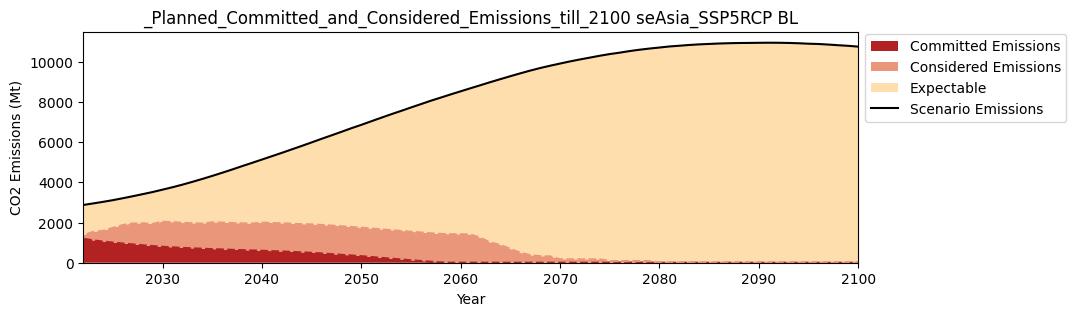 _Planned_Committed_and_Considered_Emissions_till_2100 seAsia_SSP5RCP BL
Committed Emissions
Considered Emissions
Expectable
Scenario Emissions
CO2 Emissions (Mt)
10000
8000
6000
4000
2000
0
2030 2040 2050 2060 2070 2080 2090 2100
Year